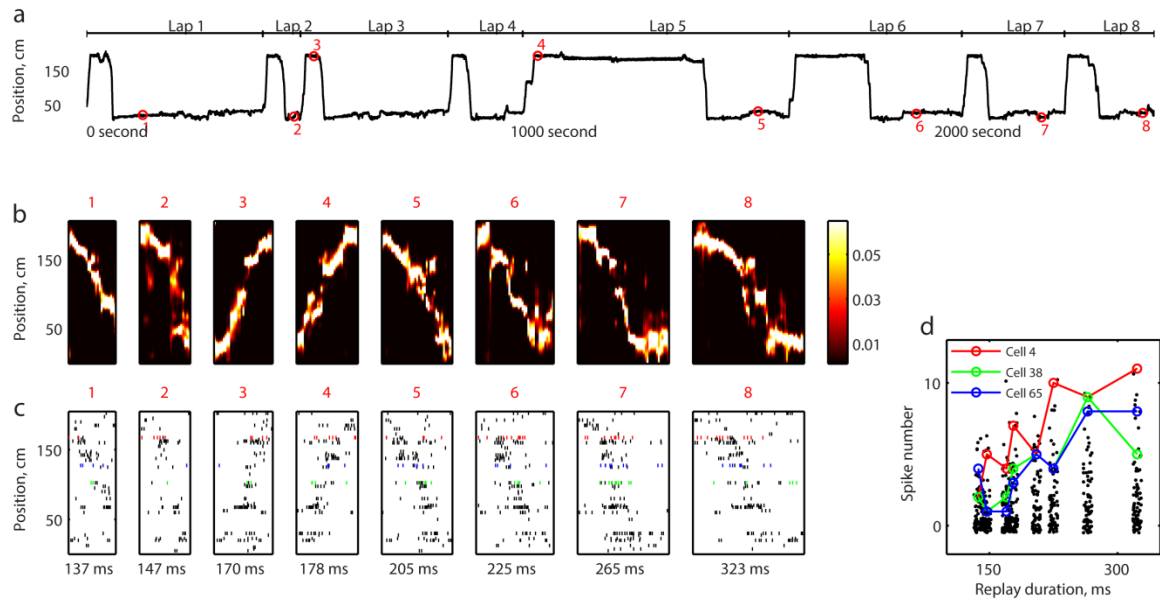 a
Lap 1 Lap 2 Lap 3 Lap 4 Lap 5 Lap 6 Lap 7 Lap 8
Position, cm
150
50
1 2 3 4 5 6 7 8
0 second 1000 second 2000 second
b
1 2 3 4 5 6 7 8
Position, cm
150
50
0.05
0.03
0.01
c
1 2 3 4 5 6 7 8
Position, cm
150
50
137 ms 147 ms 170 ms 178 ms 205 ms 225 ms 265 ms 323 ms
d
Cell 4
Cell 38
Cell 65
Spike number
10
0
150 300
Replay duration, ms